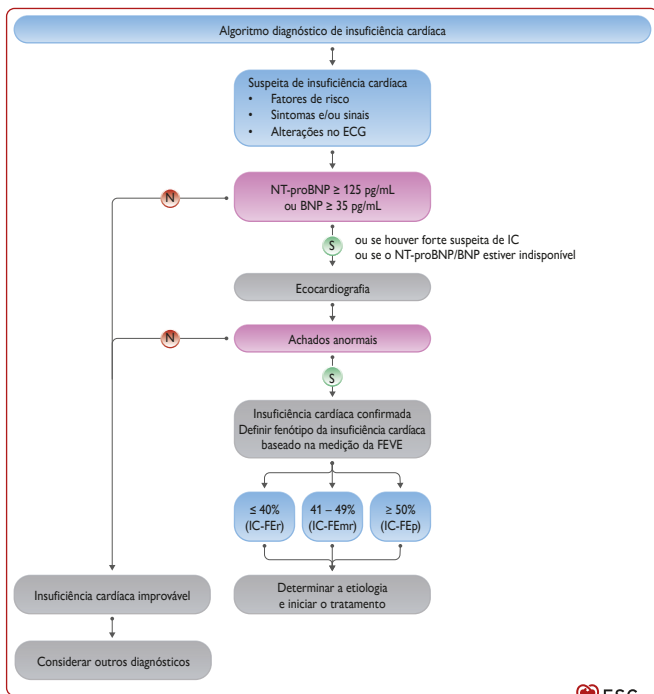 Algoritmo diagnóstico de insuficiência cardíaca
Suspeita de insuficiência cardíaca
• Fatores de risco
• Sintomas e/ou sinais
• Alterações no ECG
N
NT-proBNP ≥ 125 pg/mL
ou BNP ≥ 35 pg/mL
S
ou se houver forte suspeita de IC
ou se o NT-proBNP/BNP estiver indisponível
Ecocardiografia
N
Achados anormais
S
Insuficiência cardíaca confirmada
Definir fenótipo da insuficiência cardíaca
baseado na medição da FEVE
≤ 40%
(IC-FEr)
41 – 49%
(IC-FEmr)
≥ 50%
(IC-FEp)
Determinar a etiologia
e iniciar o tratamento
Insuficiência cardíaca improvável
Considerar outros diagnósticos
ESC